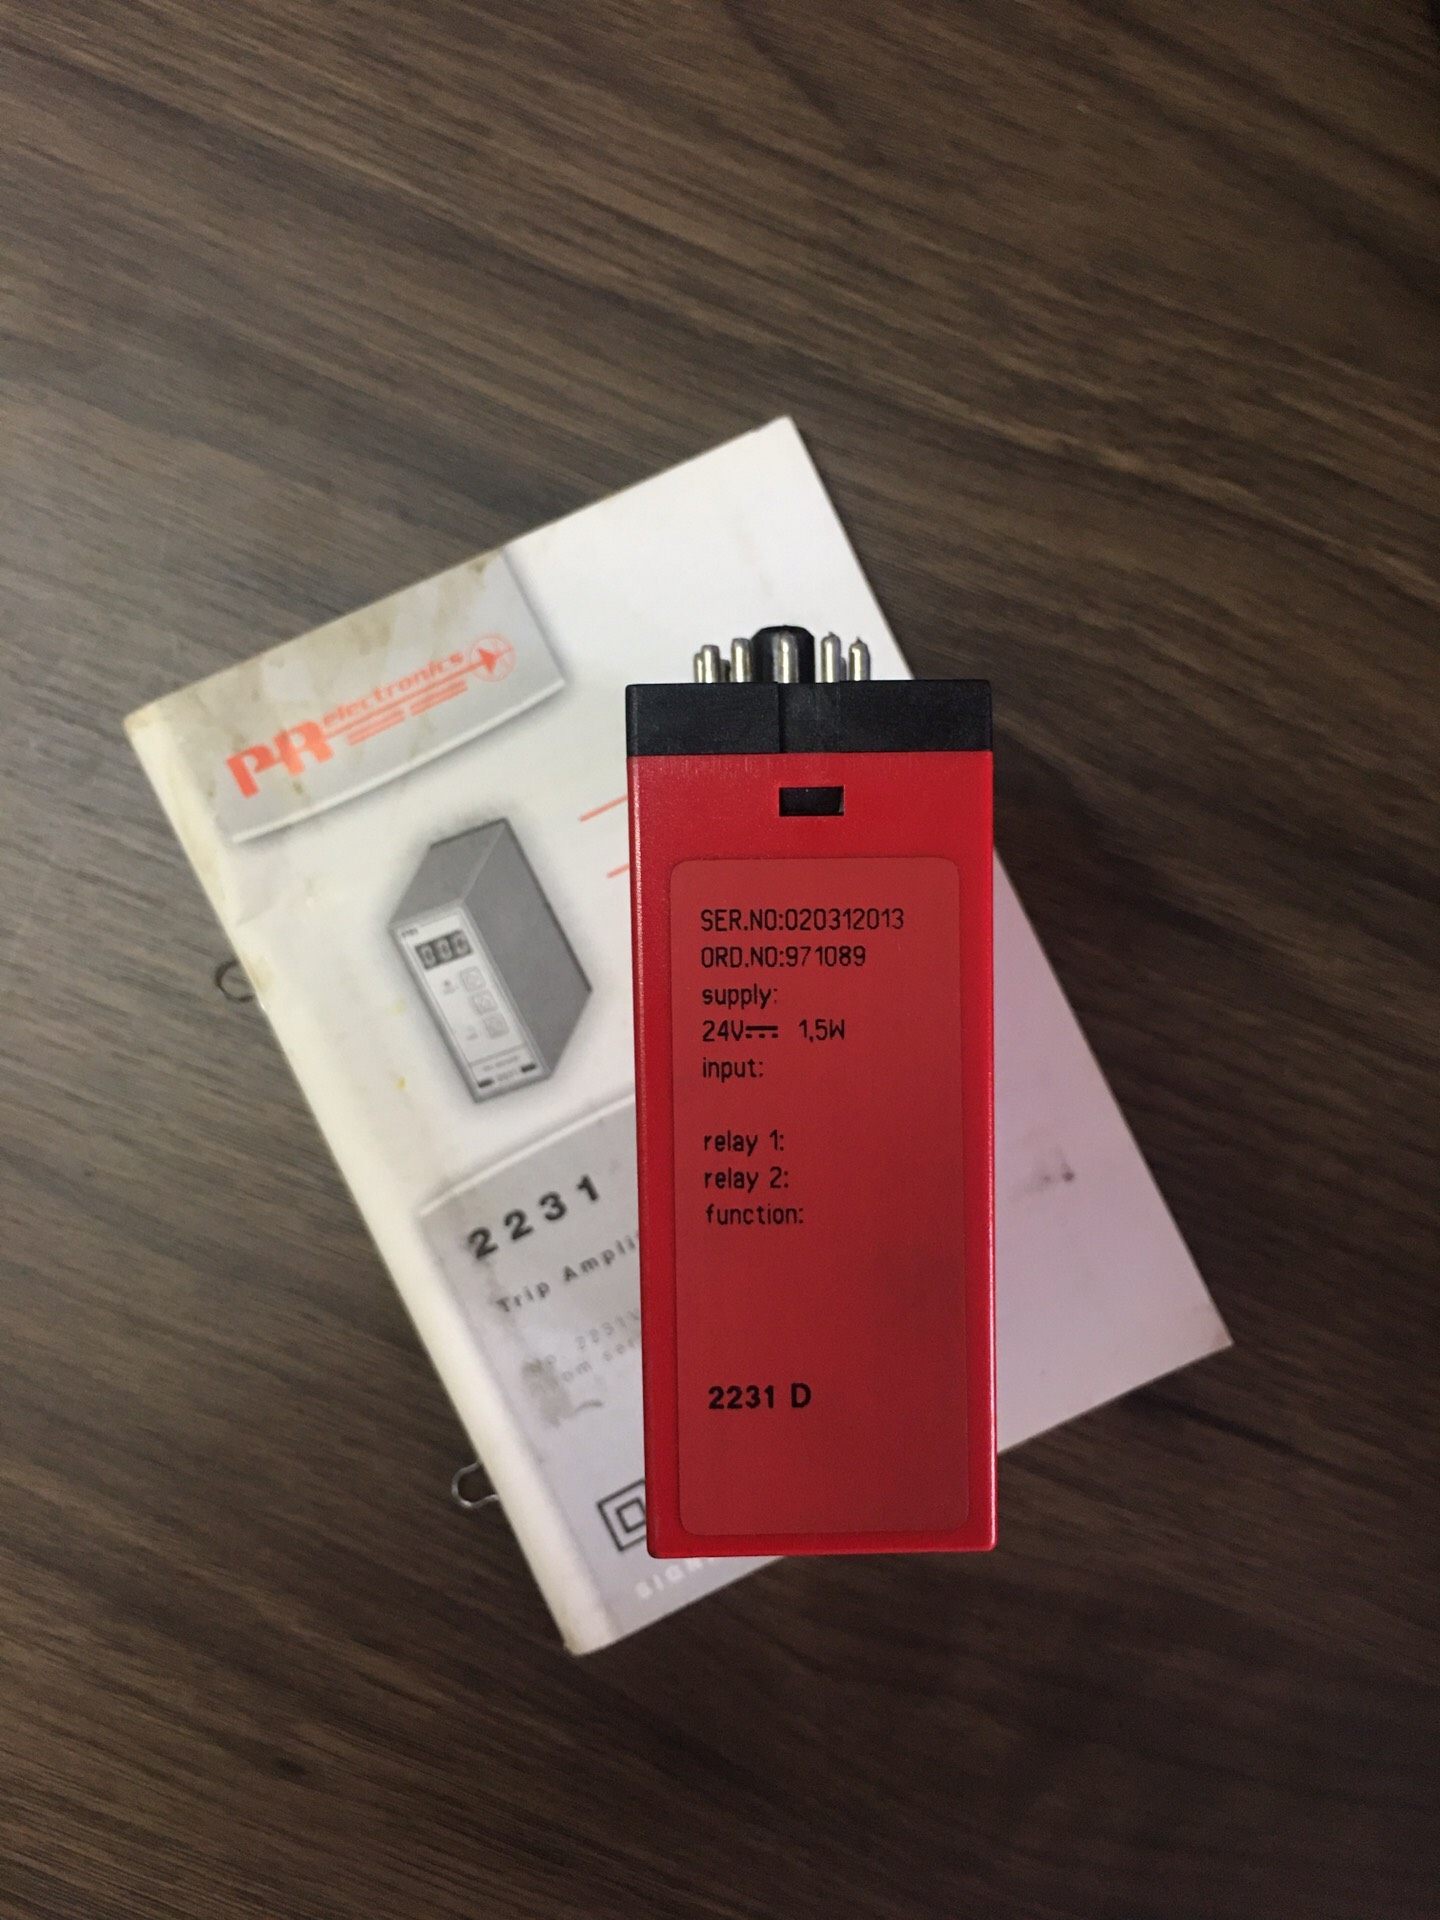 PR electronics
000
2231
Trip
SER.NO:020312013
ORD.NO:971089
supply:
24V⎓ 1,5W
input:
relay 1:
relay 2:
function:
2231 D